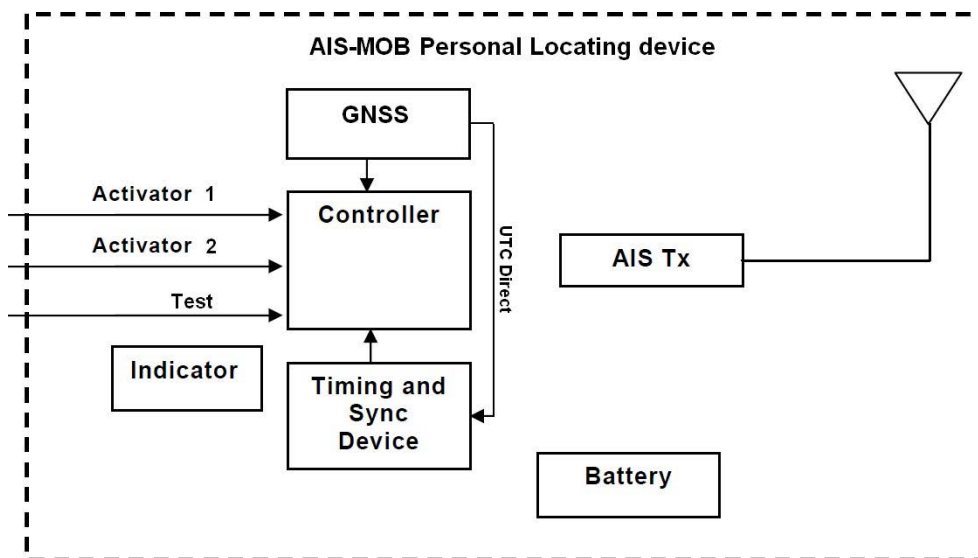 AIS-MOB Personal Locating device
GNSS
Activator 1
Controller
Activator 2
UTC Direct
AIS Tx
Test
Indicator
Timing and
Sync
Device
Battery